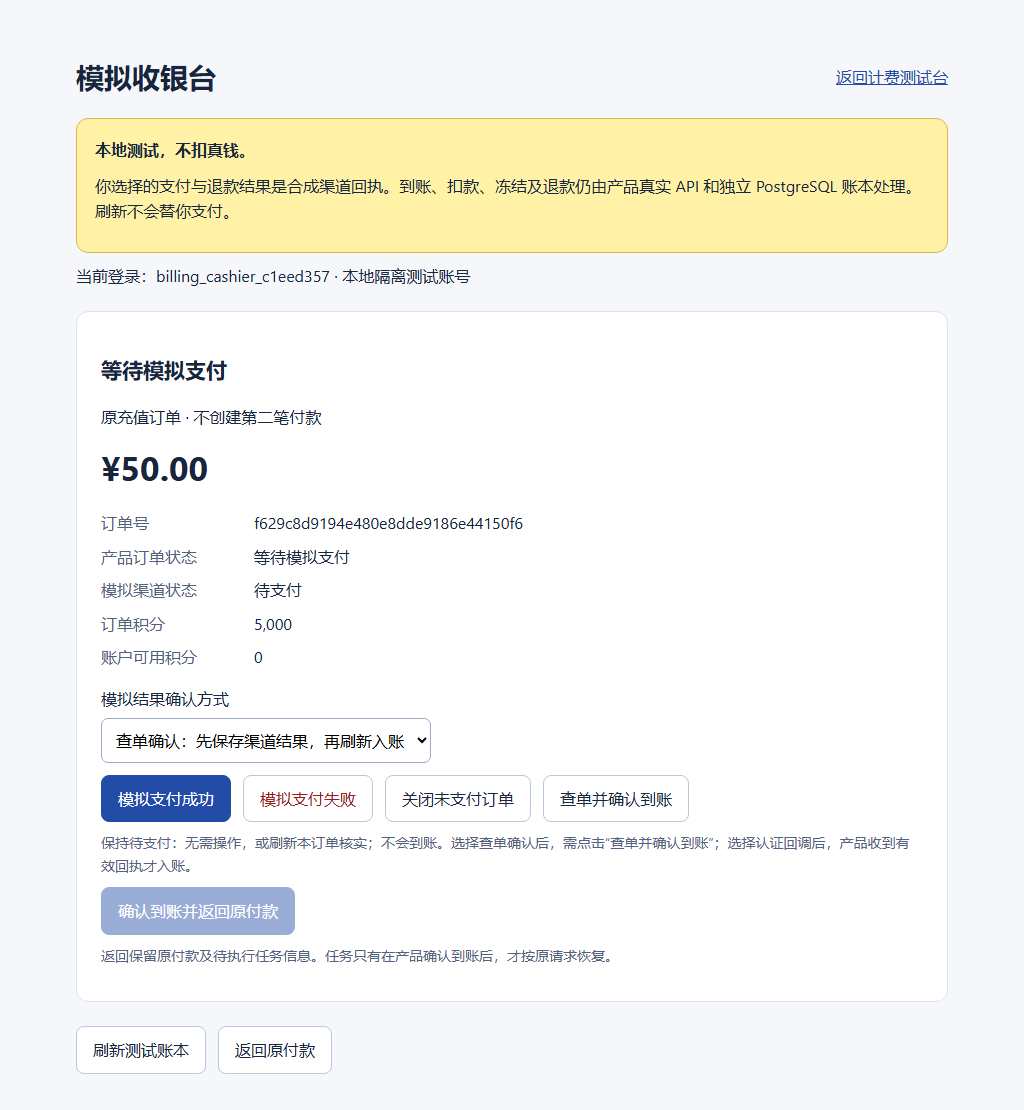 模拟收银台
返回计费测试台
本地测试，不扣真钱。
你选择的支付与退款结果是合成渠道回执。到账、扣款、冻结及退款仍由产品真实 API 和独立 PostgreSQL 账本处理。
刷新不会替你支付。
当前登录：billing_cashier_c1eed357 · 本地隔离测试账号
等待模拟支付
原充值订单 · 不创建第二笔付款
¥50.00
订单号 f629c8d9194e480e8dde9186e44150f6
产品订单状态 等待模拟支付
模拟渠道状态 待支付
订单积分 5,000
账户可用积分 0
模拟结果确认方式
查单确认：先保存渠道结果，再刷新入账
模拟支付成功 模拟支付失败 关闭未支付订单 查单并确认到账
保持待支付：无需操作，或刷新本订单核实；不会到账。选择查单确认后，需点击“查单并确认到账”；选择认证回调后，产品收到有
效回执才入账。
确认到账并返回原付款
返回保留原付款及待执行任务信息。任务只有在产品确认到账后，才按原请求恢复。
刷新测试账本 返回原付款